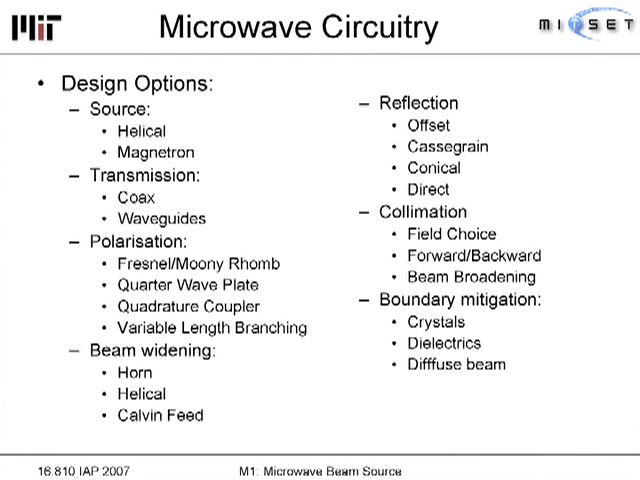 MIT
Microwave Circuitry
MITSET
• Design Options:
– Source:
• Helical
• Magnetron
– Transmission:
• Coax
• Waveguides
– Polarisation:
• Fresnel/Moony Rhomb
• Quarter Wave Plate
• Quadrature Coupler
• Variable Length Branching
– Beam widening:
• Horn
• Helical
• Calvin Feed
– Reflection
• Offset
• Cassegrain
• Conical
• Direct
– Collimation
• Field Choice
• Forward/Backward
• Beam Broadening
– Boundary mitigation:
• Crystals
• Dielectrics
• Difffuse beam
16.810 IAP 2007
M1: Microwave Beam Source